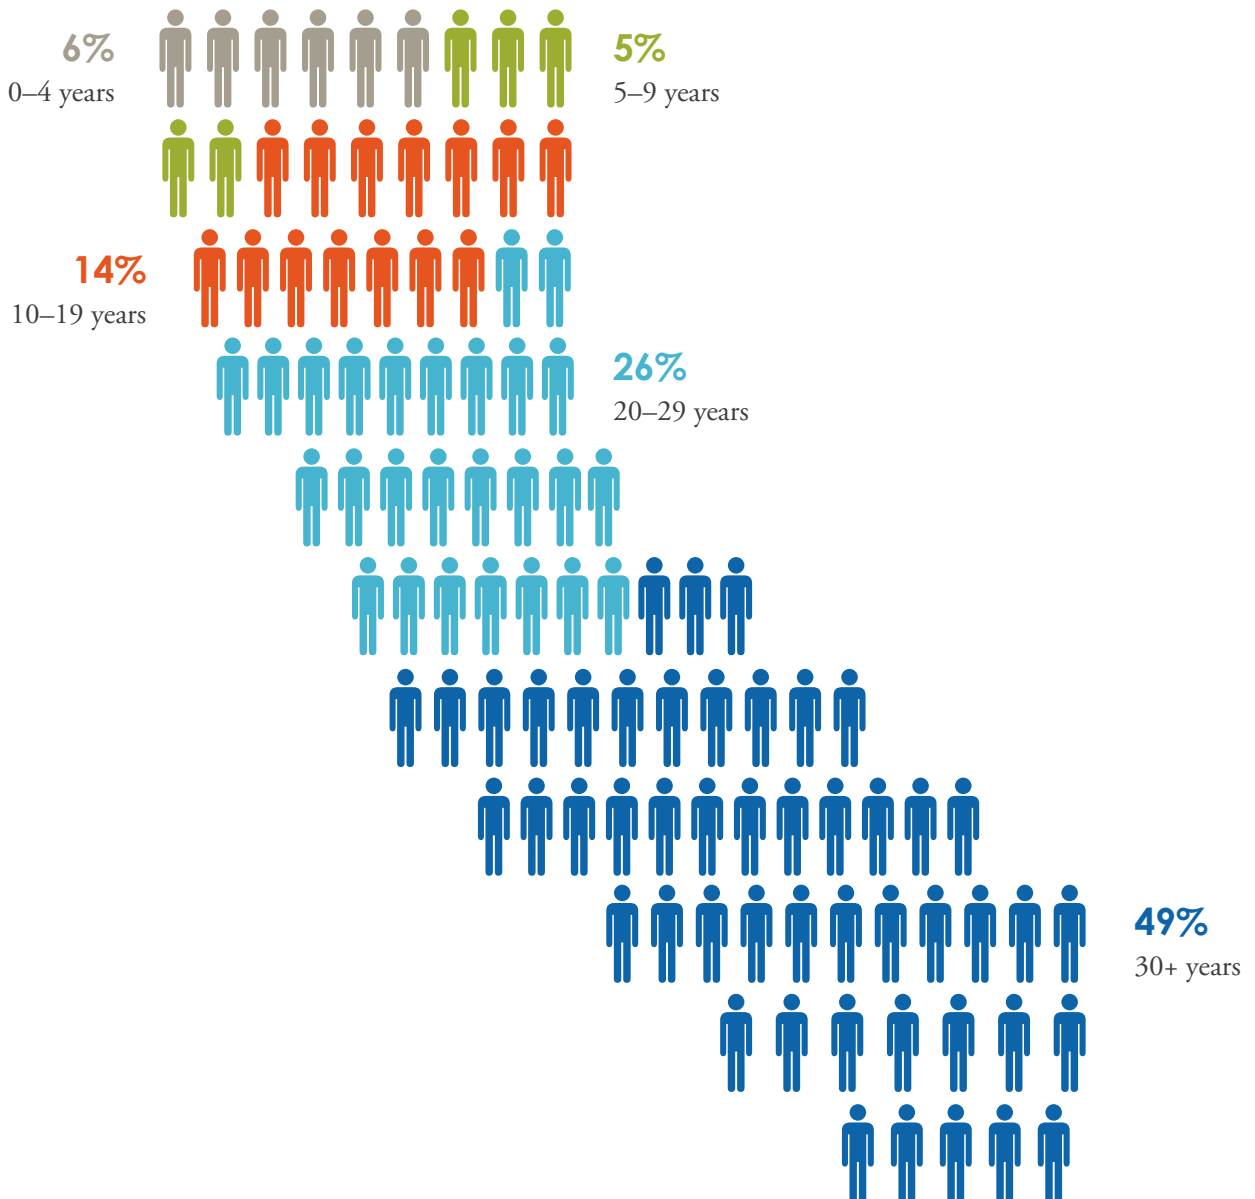 6%
0–4 years
5%
5–9 years
14%
10–19 years
26%
20–29 years
49%
30+ years